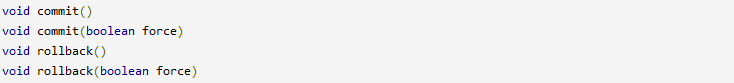 void commit()
void commit(boolean force)
void rollback()
void rollback(boolean force)